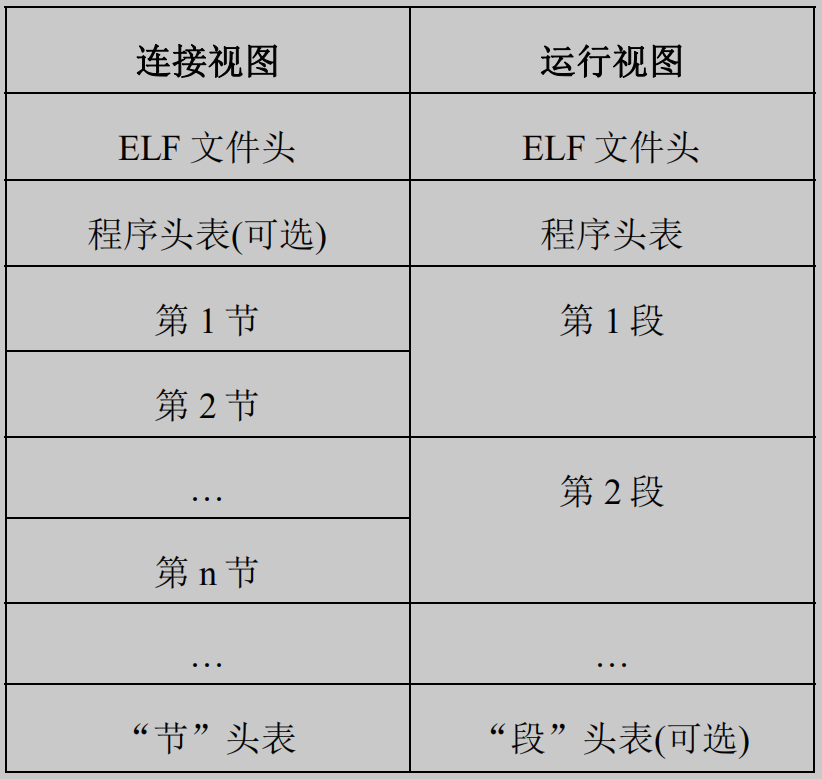 连接视图 运行视图
ELF 文件头 ELF 文件头
程序头表(可选) 程序头表
第 1 节 第 1 段
第 2 节
… 第 2 段
第 n 节
… …
“节”头表 “段”头表(可选)